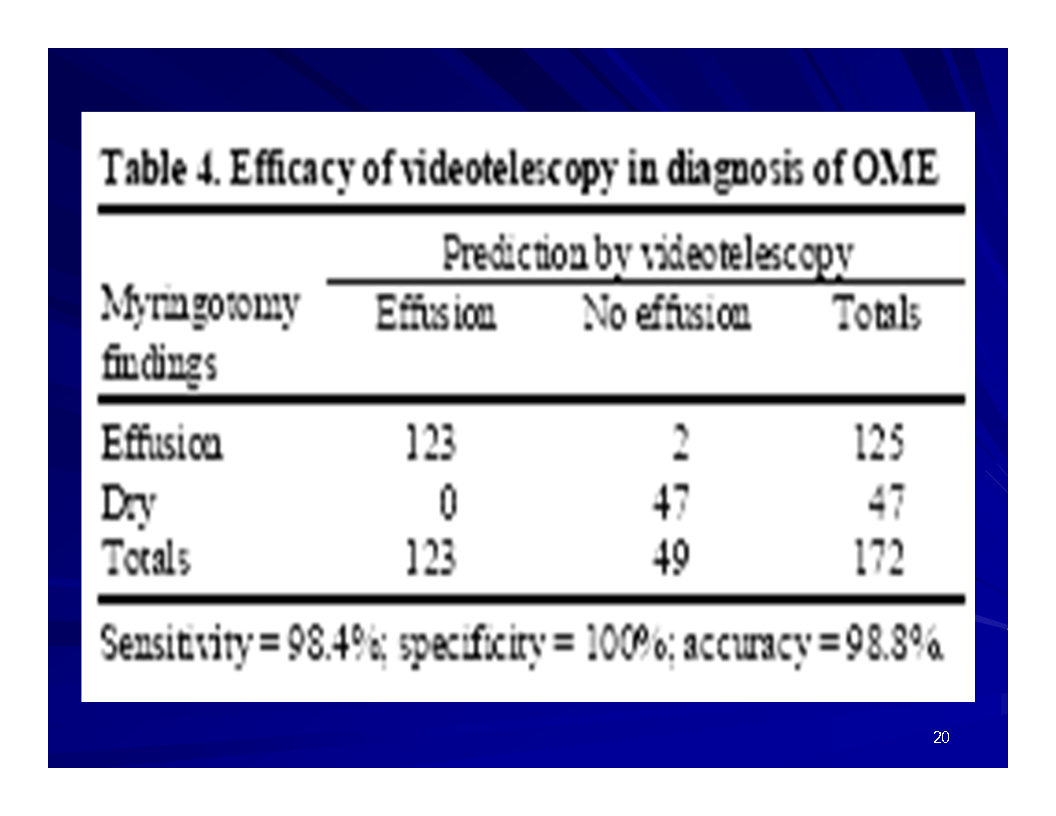 Table 4. Efficacy of videotelescopy in diagnosis of OME
Prediction by videotelescopy
Myringotomy findings Effusion No effusion Totals
Effusion 123 2 125
Dry 0 47 47
Totals 123 49 172
Sensitivity = 98.4%; specificity = 100%; accuracy = 98.8%.
20